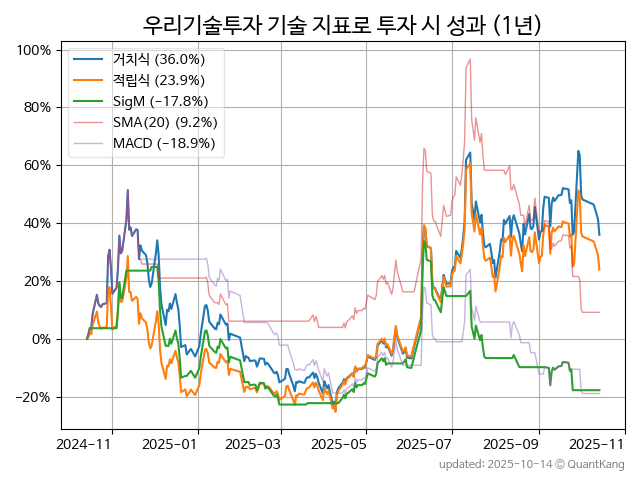 우리기술투자 기술 지표로 투자 시 성과 (1년)
100%
80%
60%
40%
20%
0%
−20%
거치식 (36.0%)
적립식 (23.9%)
SigM (−17.8%)
SMA(20) (9.2%)
MACD (−18.9%)
2024-11 2025-01 2025-03 2025-05 2025-07 2025-09 2025-11
updated: 2025-10-14 © QuantKang